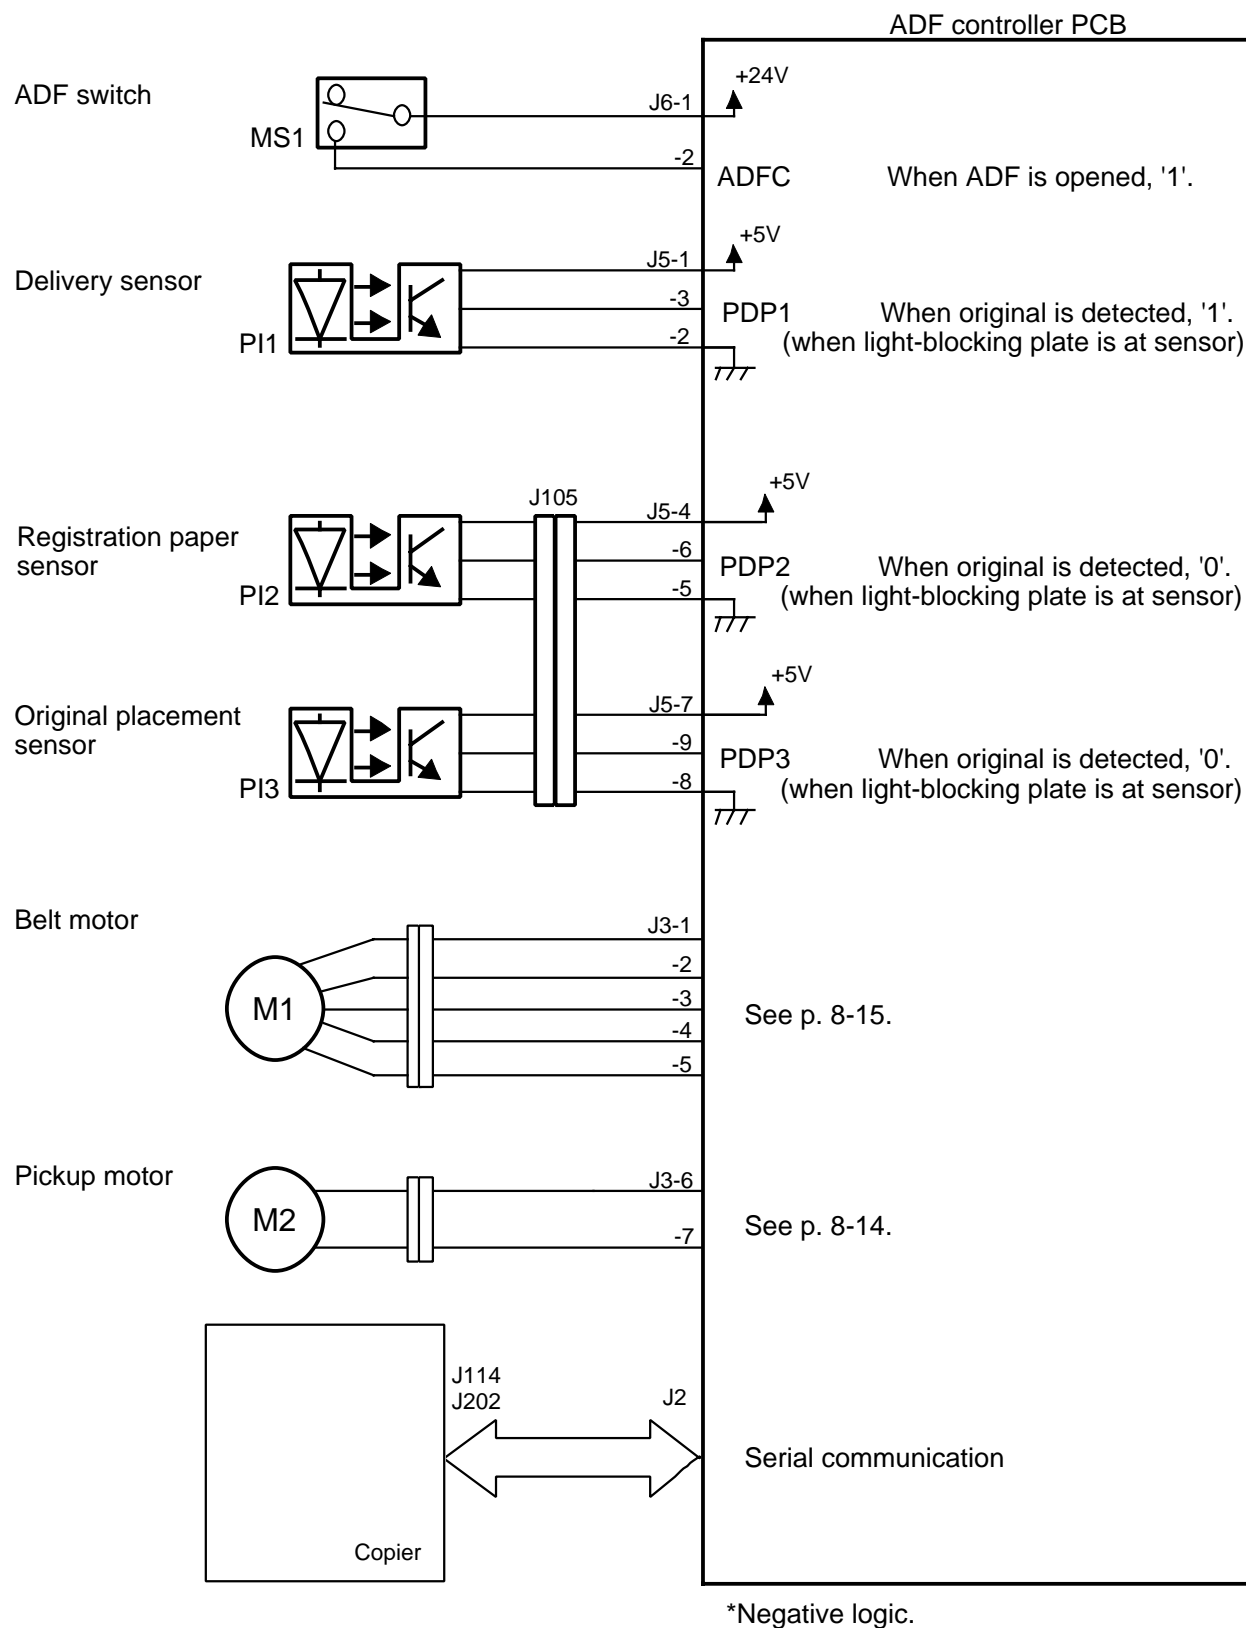 ADF controller PCB
+24V
ADF switch
J6-1
MS1
-2
ADFC When ADF is opened, '1'.
+5V
J5-1
Delivery sensor
-3
PDP1 When original is detected, '1'.
PI1
-2
(when light-blocking plate is at sensor)
+5V
J105
J5-4
Registration paper
sensor
-6
PDP2 When original is detected, '0'.
PI2
-5
(when light-blocking plate is at sensor)
+5V
J5-7
Original placement
sensor
-9
PDP3 When original is detected, '0'.
PI3
-8
(when light-blocking plate is at sensor)
Belt motor
J3-1
-2
M1
-3
See p. 8-15.
-4
-5
Pickup motor
J3-6
M2
See p. 8-14.
-7
J114
J202
J2
Serial communication
Copier
*Negative logic.